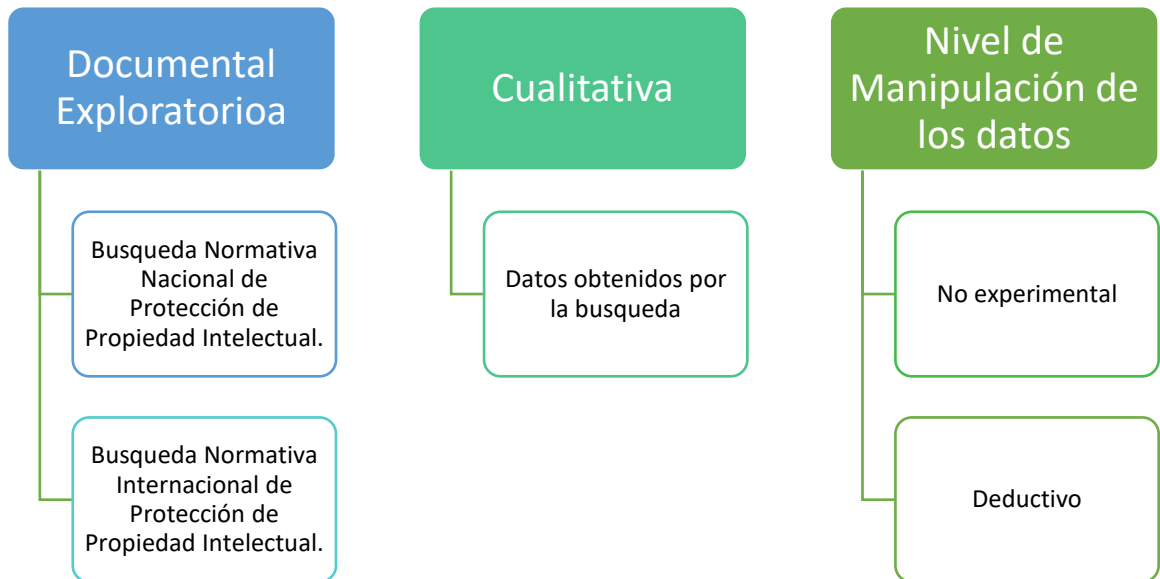 Documental
Exploratorioa
Busqueda Normativa
Nacional de
Protección de
Propiedad Intelectual.
Busqueda Normativa
Internacional de
Protección de
Propiedad Intelectual.
Cualitativa
Datos obtenidos por
la busqueda
Nivel de
Manipulación de
los datos
No experimental
Deductivo